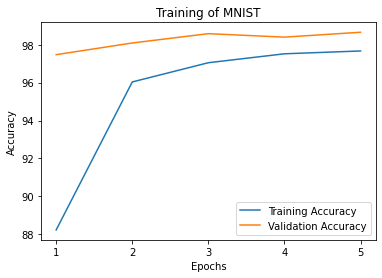 Training of MNIST
Accuracy
98
96
94
92
90
88
1 2 3 4 5
Epochs
Training Accuracy
Validation Accuracy